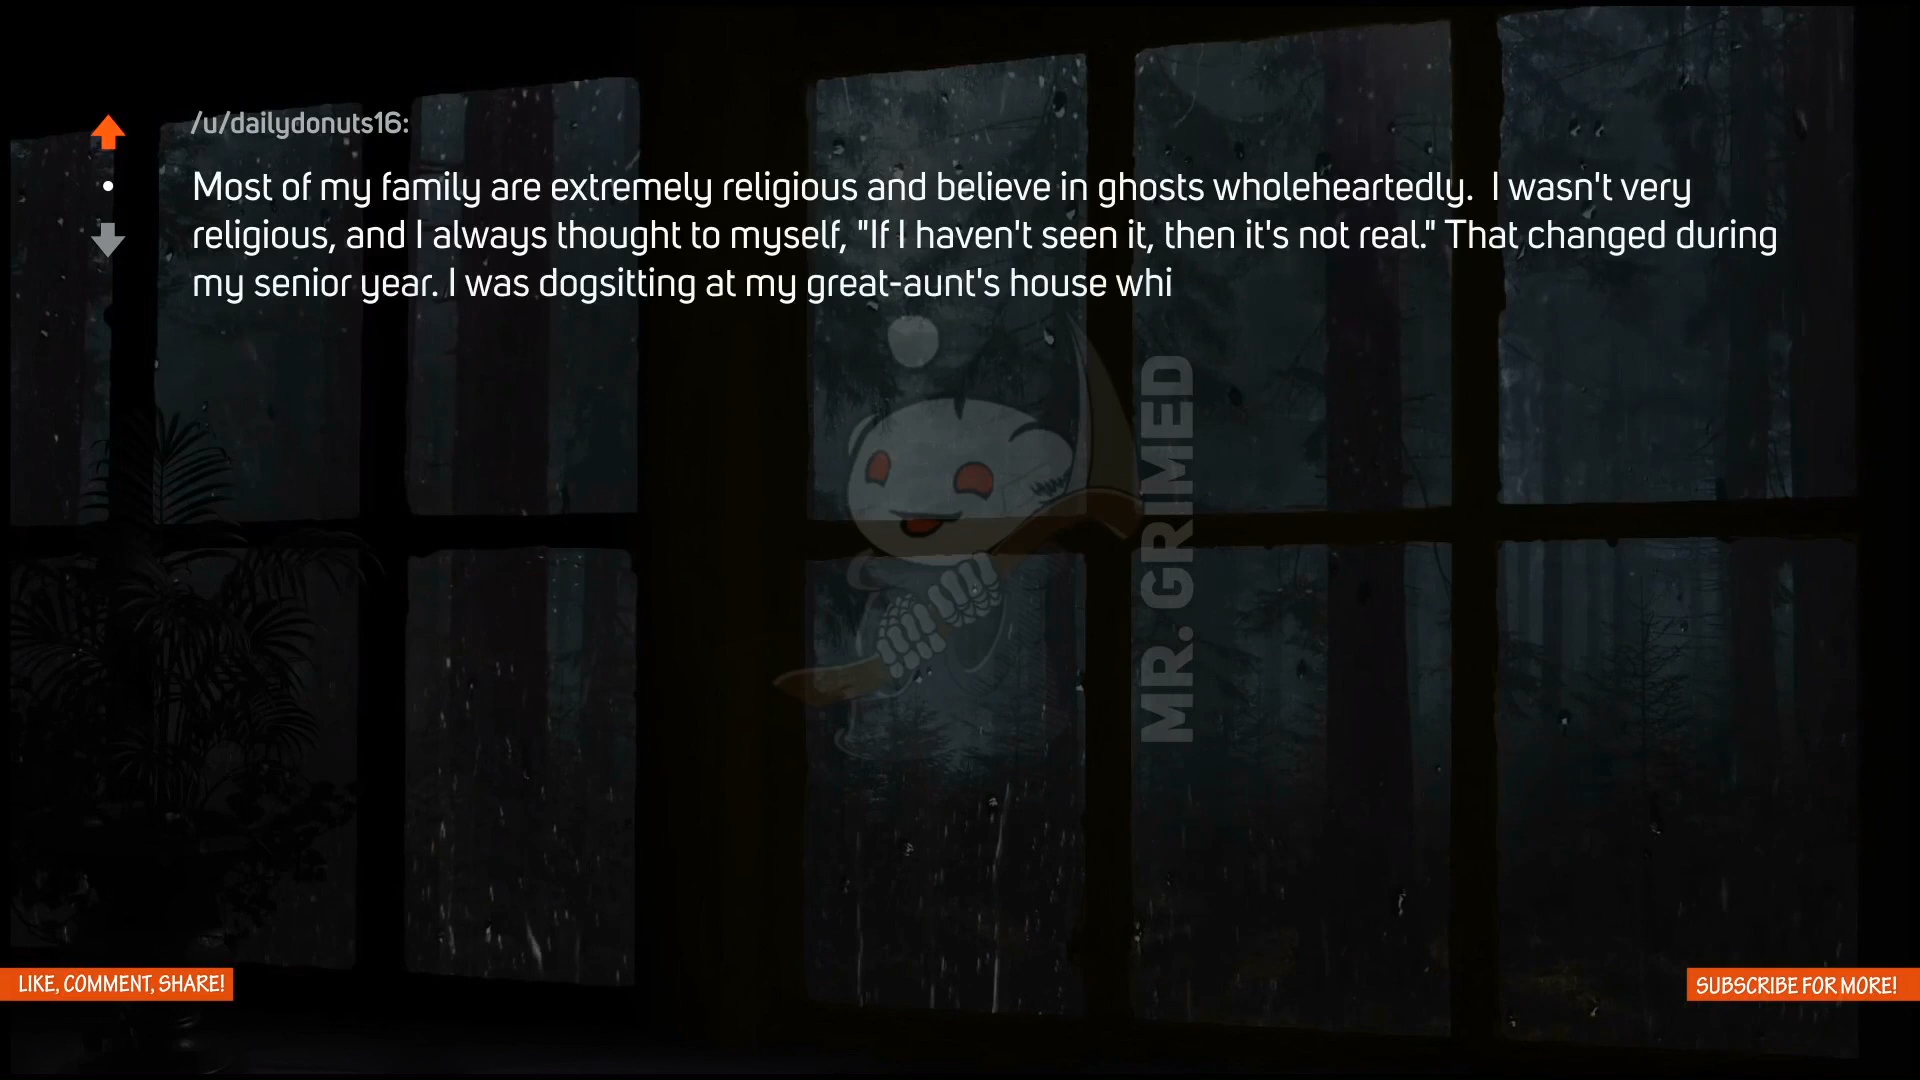 /u/dailydonuts16:
Most of my family are extremely religious and believe in ghosts wholeheartedly.  I wasn't very
religious, and I always thought to myself, "If I haven't seen it, then it's not real." That changed during
my senior year. I was dogsitting at my great-aunt's house whi
MR. GRIMED
LIKE, COMMENT, SHARE!
SUBSCRIBE FOR MORE!